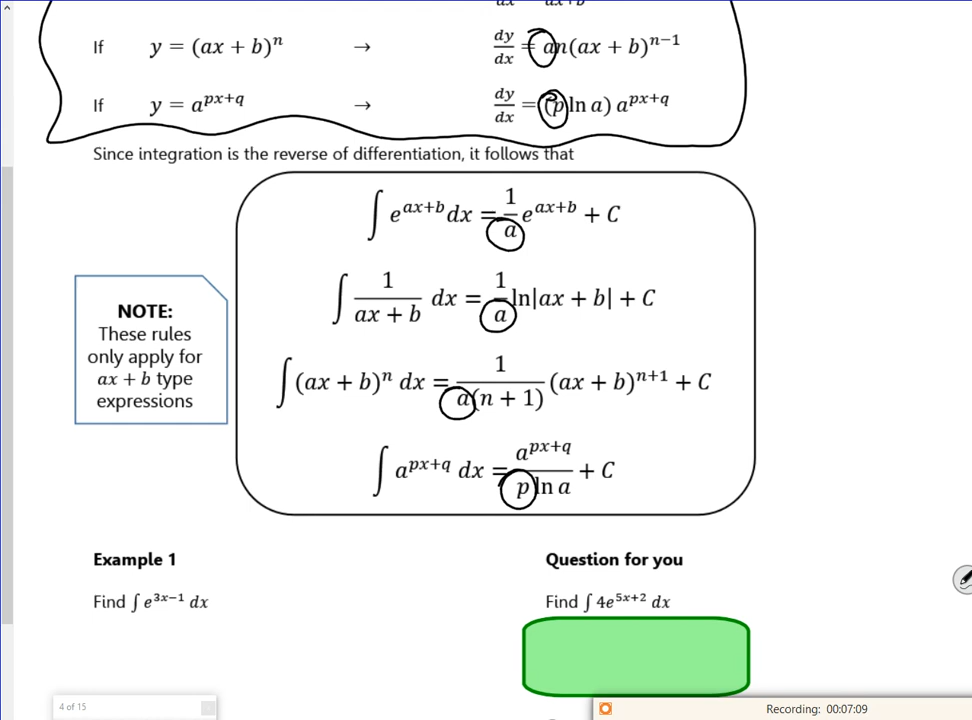 If y = (ax + b)ⁿ → dy/dx = an(ax + b)ⁿ⁻¹
If y = a^(px+q) → dy/dx = (p ln a) a^(px+q)
Since integration is the reverse of differentiation, it follows that
∫ e^(ax+b) dx = 1/a e^(ax+b) + C
∫ 1/(ax + b) dx = 1/a ln|ax + b| + C
NOTE:
These rules
only apply for
ax + b type
expressions
∫ (ax + b)ⁿ dx = 1/(a(n + 1)) (ax + b)ⁿ⁺¹ + C
∫ a^(px+q) dx = a^(px+q)/(p ln a) + C
Example 1
Find ∫ e^(3x−1) dx
Question for you
Find ∫ 4e^(5x+2) dx
4 of 15
Recording: 00:07:09